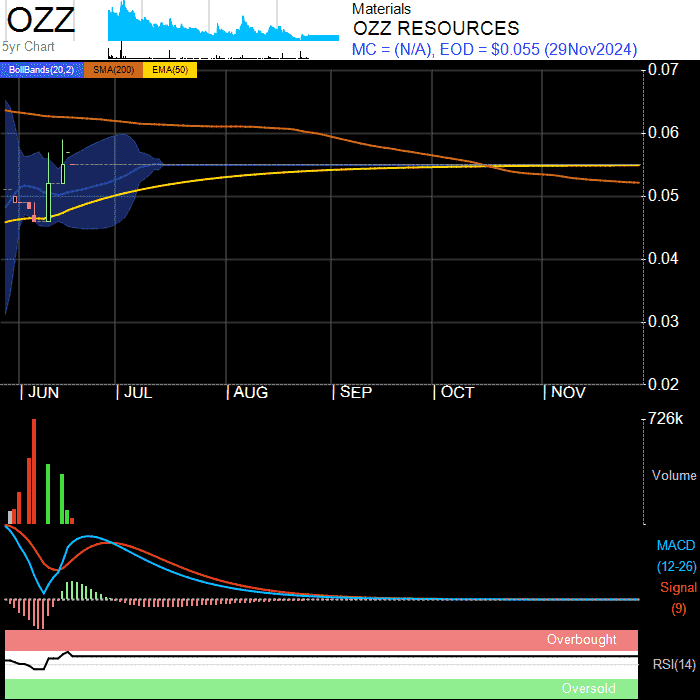 OZZ
5yr Chart
Materials
OZZ RESOURCES
MC = (N/A), EOD = $0.055 (29Nov2024)
BollBands(20,2) SMA(200) EMA(50)
0.07
0.06
0.05
0.04
0.03
0.02
JUN JUL AUG SEP OCT NOV
726k
Volume
MACD
(12-26)
Signal
(9)
Overbought
RSI(14)
Oversold